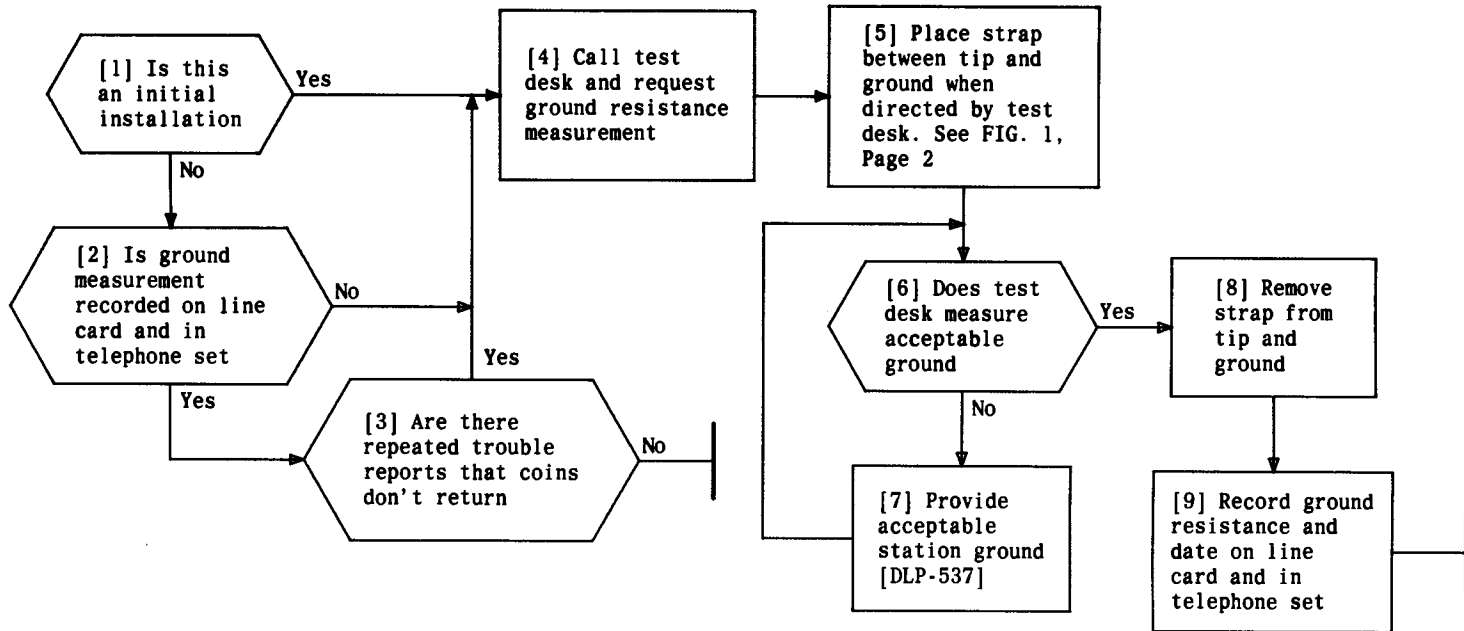 [1] Is this
an initial
installation
Yes
No
[2] Is ground
measurement
recorded on line
card and in
telephone set
No
Yes
[3] Are there
repeated trouble
reports that coins
don't return
Yes
No
[4] Call test
desk and request
ground resistance
measurement
[5] Place strap
between tip and
ground when
directed by test
desk. See FIG. 1,
Page 2
[6] Does test
desk measure
acceptable
ground
Yes
No
[7] Provide
acceptable
station ground
[DLP-537]
[8] Remove
strap from
tip and
ground
[9] Record ground
resistance and
date on line
card and in
telephone set